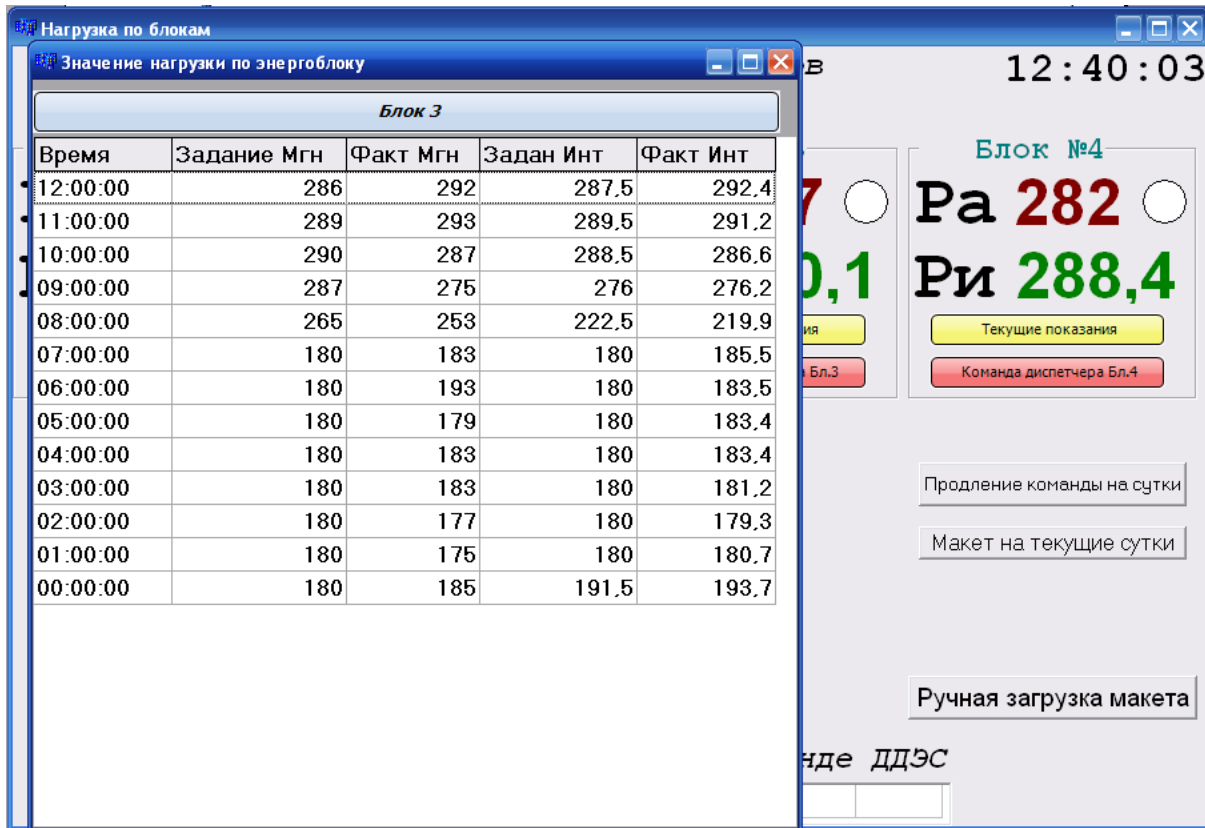 Нагрузка по блокам
Значение нагрузки по энергоблоку
12:40:03
Блок 3
Время Задание Мгн Факт Мгн Задан Инт Факт Инт
12:00:00 286 292 287,5 292,4
11:00:00 289 293 289,5 291,2
10:00:00 290 287 288,5 286,6
09:00:00 287 275 276 276,2
08:00:00 265 253 222,5 219,9
07:00:00 180 183 180 185,5
06:00:00 180 193 180 183,5
05:00:00 180 179 180 183,4
04:00:00 180 183 180 183,4
03:00:00 180 183 180 181,2
02:00:00 180 177 180 179,3
01:00:00 180 175 180 180,7
00:00:00 180 185 191,5 193,7
Блок №4
Ра 282
Ри 288,4
Текущие показания
Бл.3
Команда диспетчера Бл.4
Продление команды на сутки
Макет на текущие сутки
Ручная загрузка макета
ДДЭС